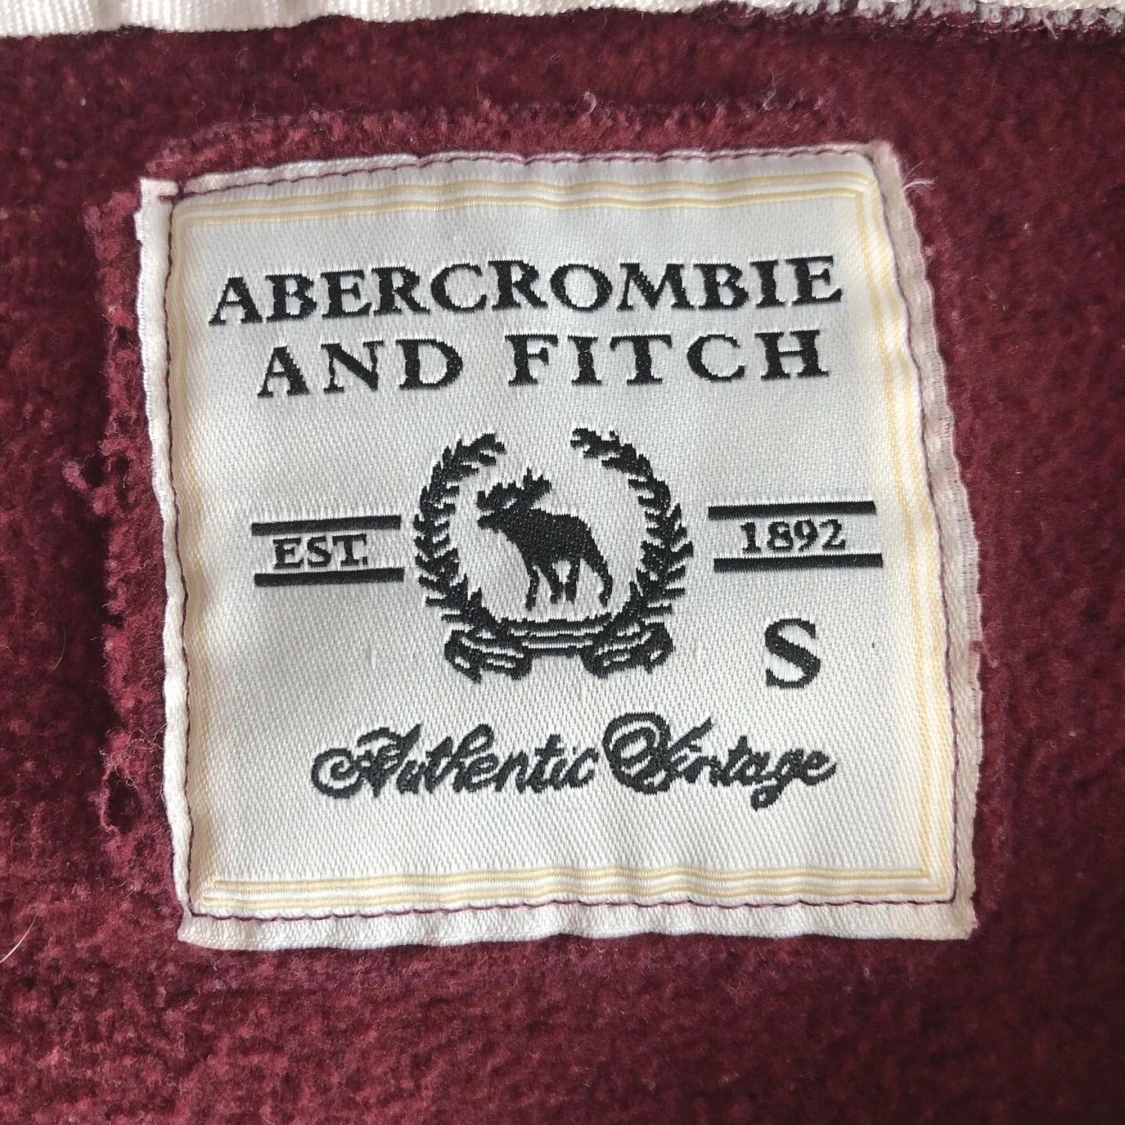 ABERCROMBIE
AND FITCH
EST. 1892
S
Authentic Vintage